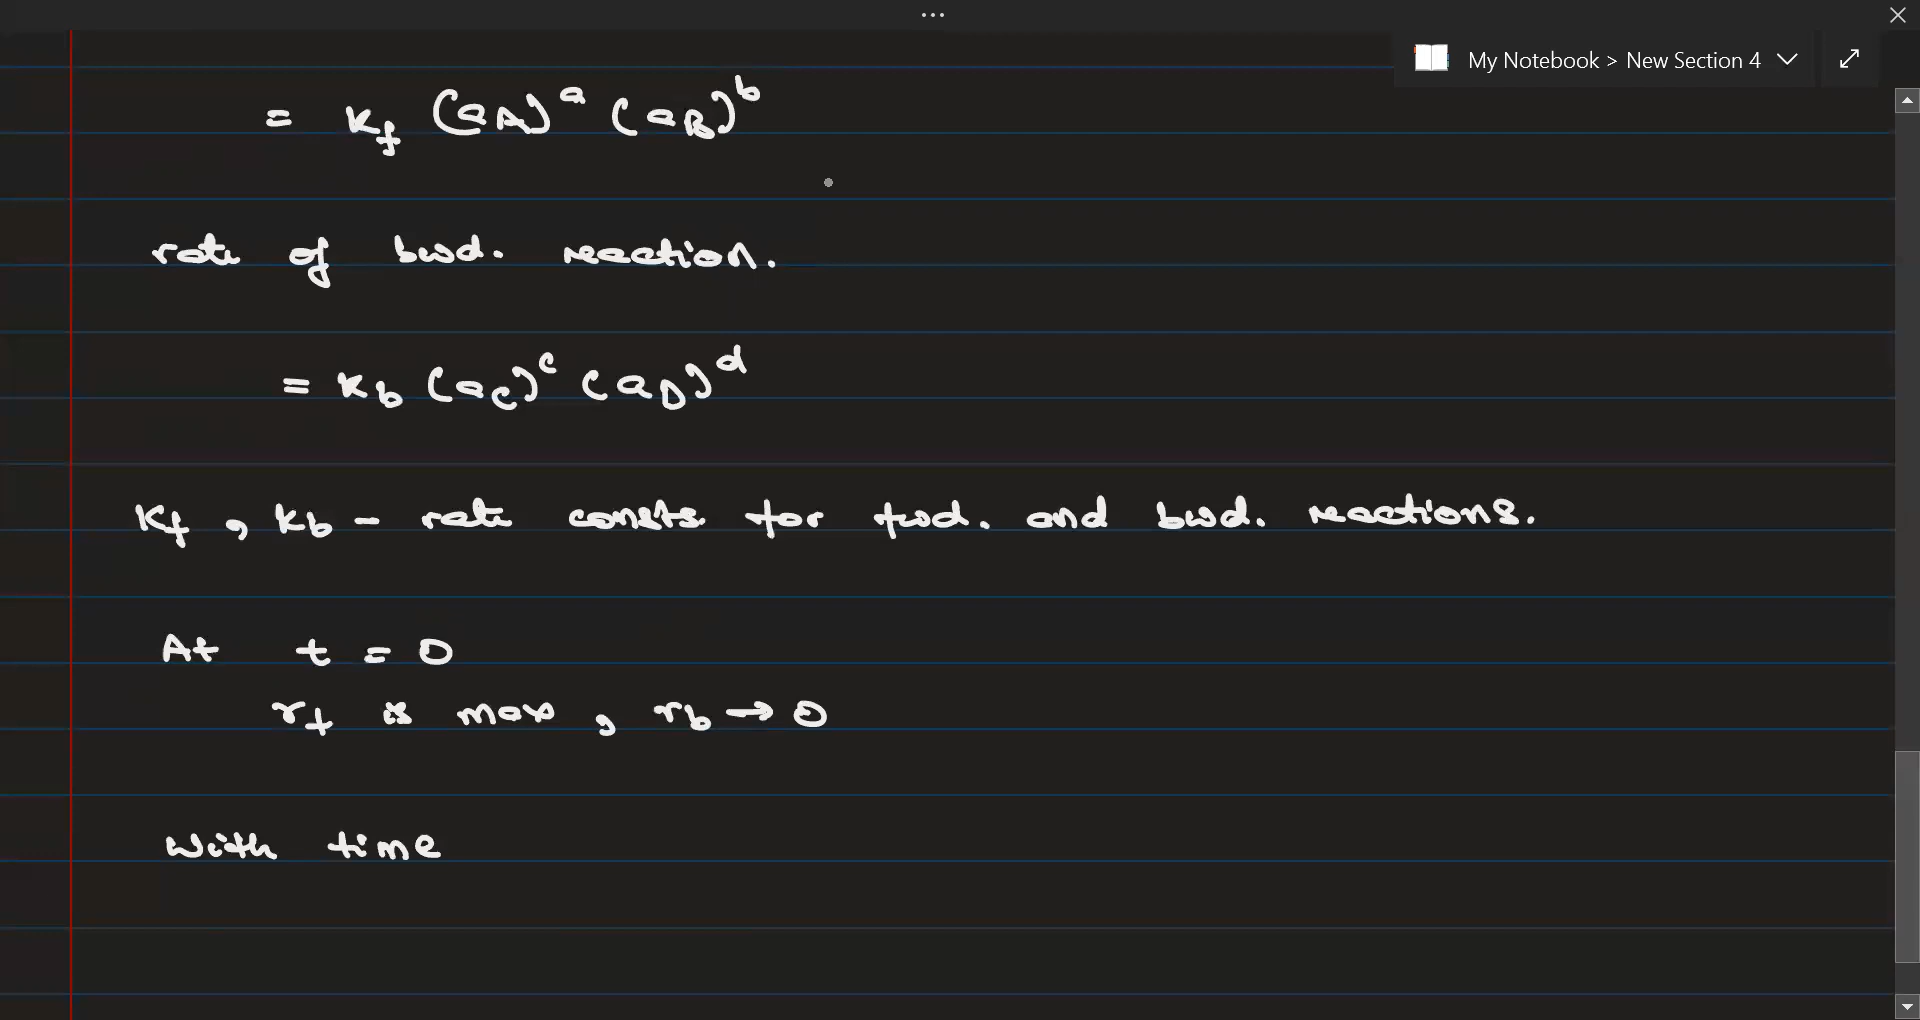 My Notebook > New Section 4
= Kf (aA)^a (aB)^b
rate of bwd. reaction.
= Kb (aC)^c (aD)^d
Kf , Kb - rate consts. for fwd. and bwd. reactions.
At t = 0
rf is max , rb → 0
With time